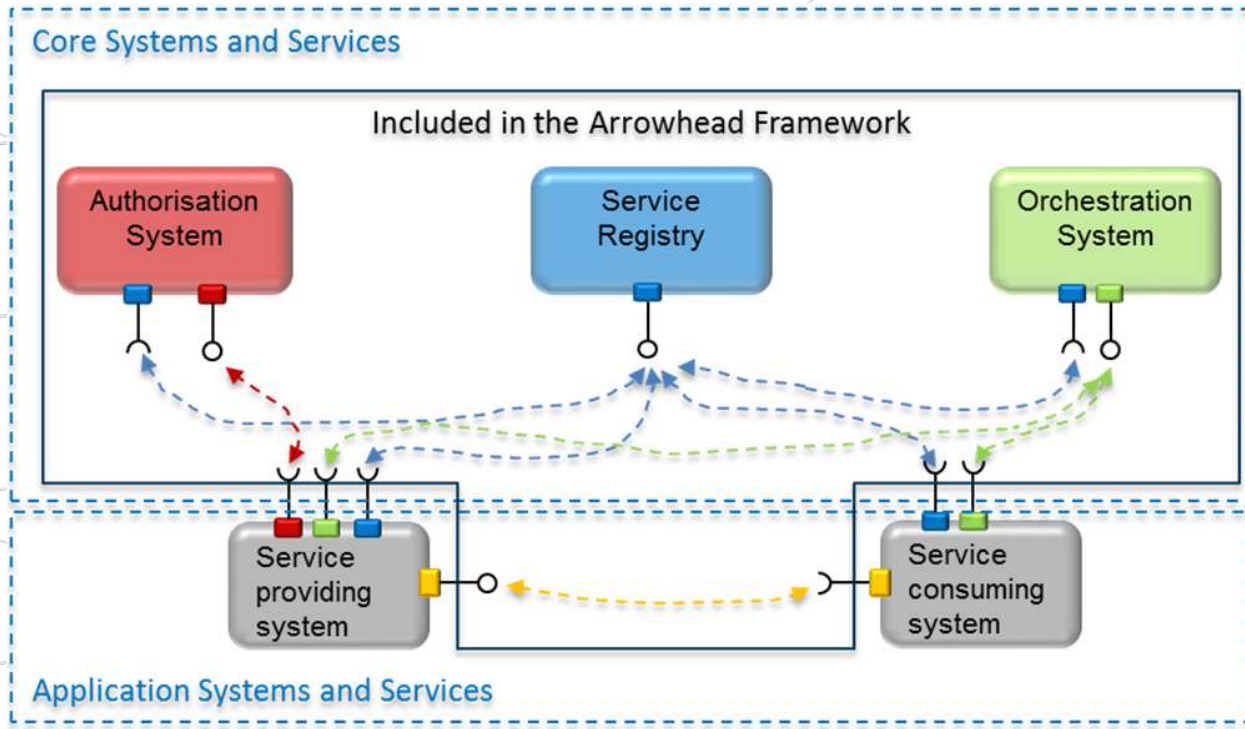 Core Systems and Services
Included in the Arrowhead Framework
Authorisation
System
Service
Registry
Orchestration
System
Service
providing
system
Service
consuming
system
Application Systems and Services